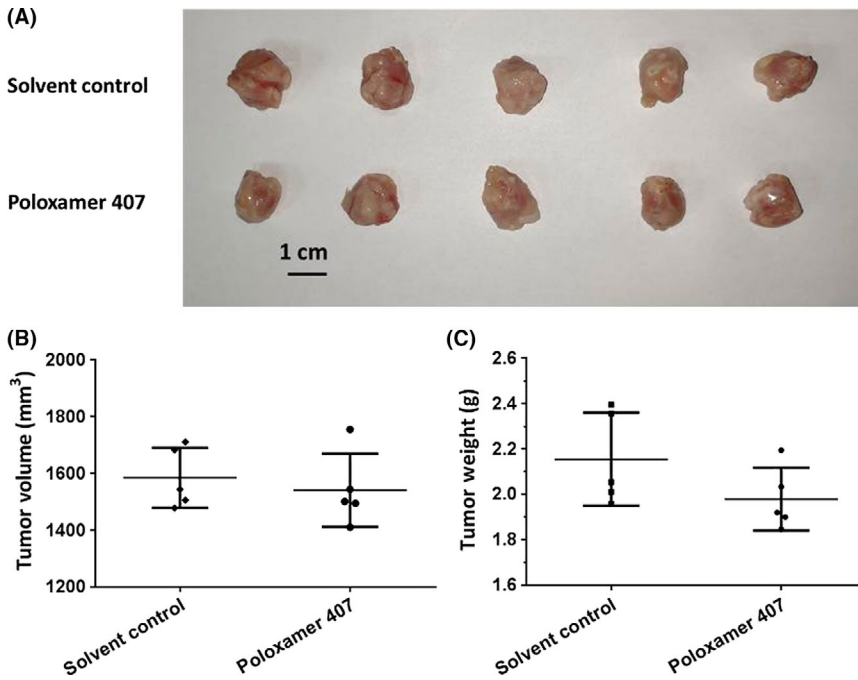 (A)
Solvent control
Poloxamer 407
1 cm
(B)
Tumor volume (mm³)
2000
1800
1600
1400
1200
Solvent control
Poloxamer 407
(C)
Tumor weight (g)
2.6
2.4
2.2
2.0
1.8
1.6
Solvent control
Poloxamer 407